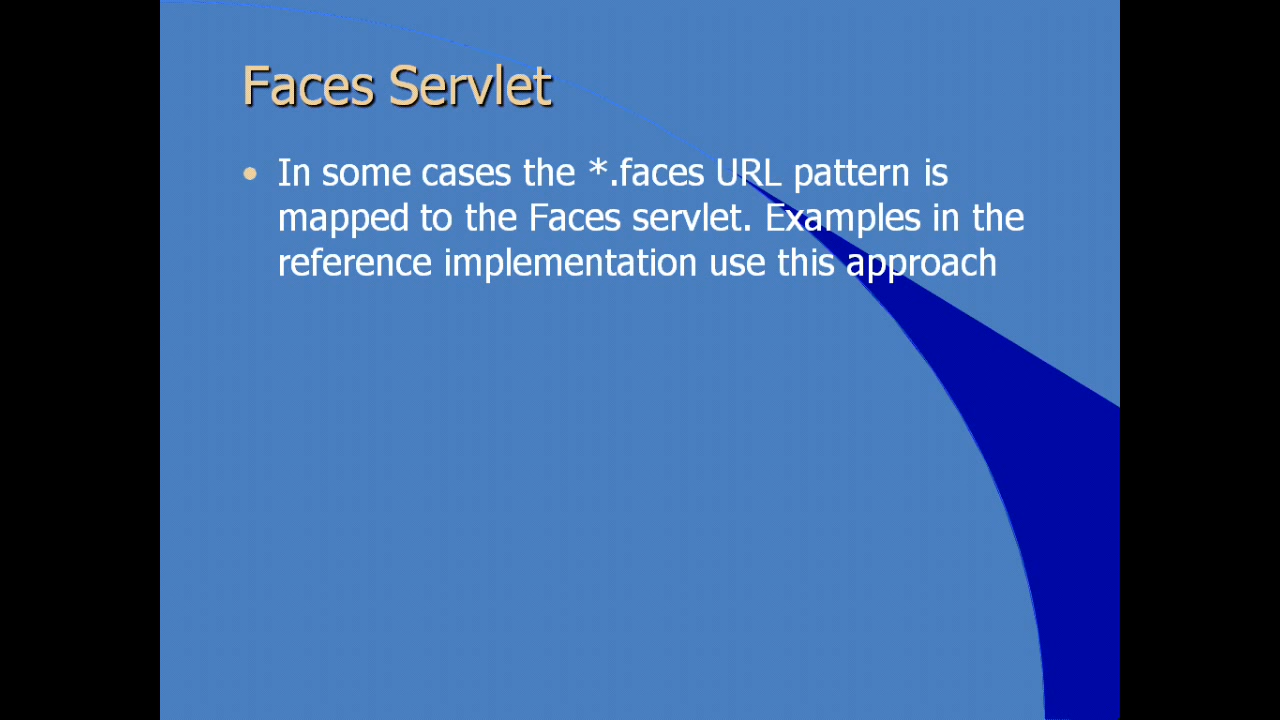 Faces Servlet
• In some cases the *.faces URL pattern is
mapped to the Faces servlet. Examples in the
reference implementation use this approach